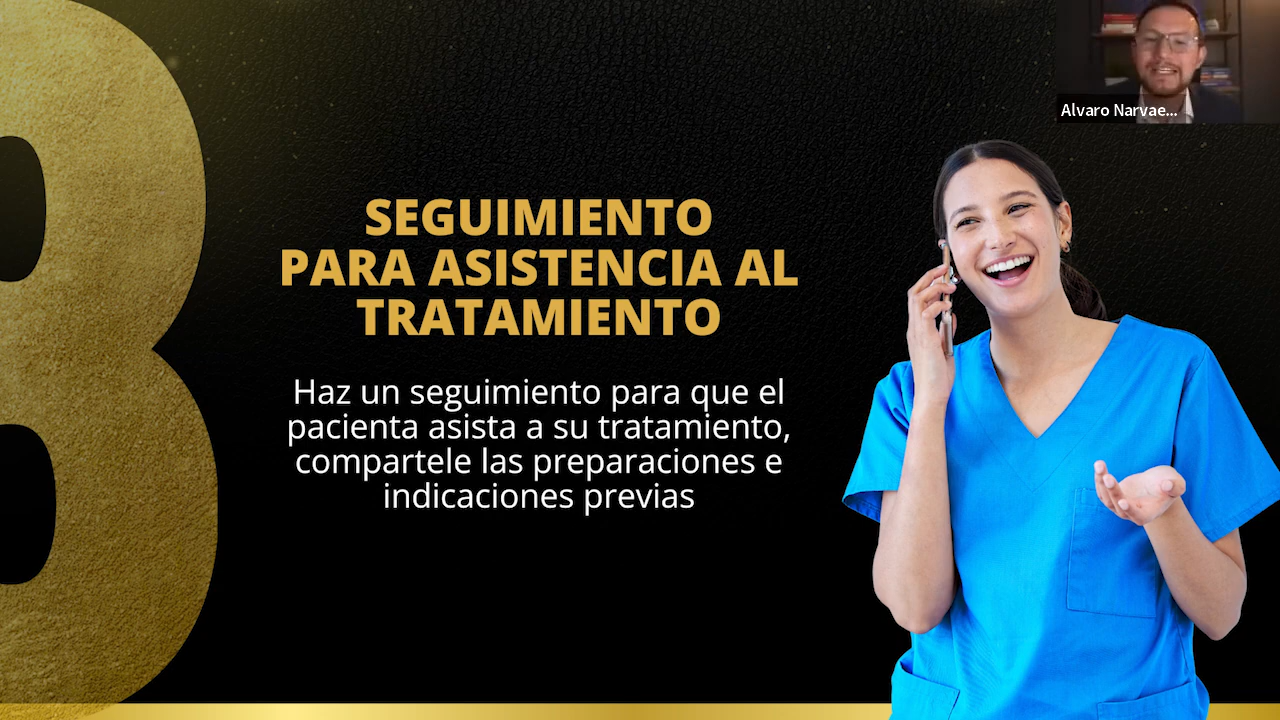 Alvaro Narvae...
8
SEGUIMIENTO
PARA ASISTENCIA AL
TRATAMIENTO
Haz un seguimiento para que el
pacienta asista a su tratamiento,
compartele las preparaciones e
indicaciones previas